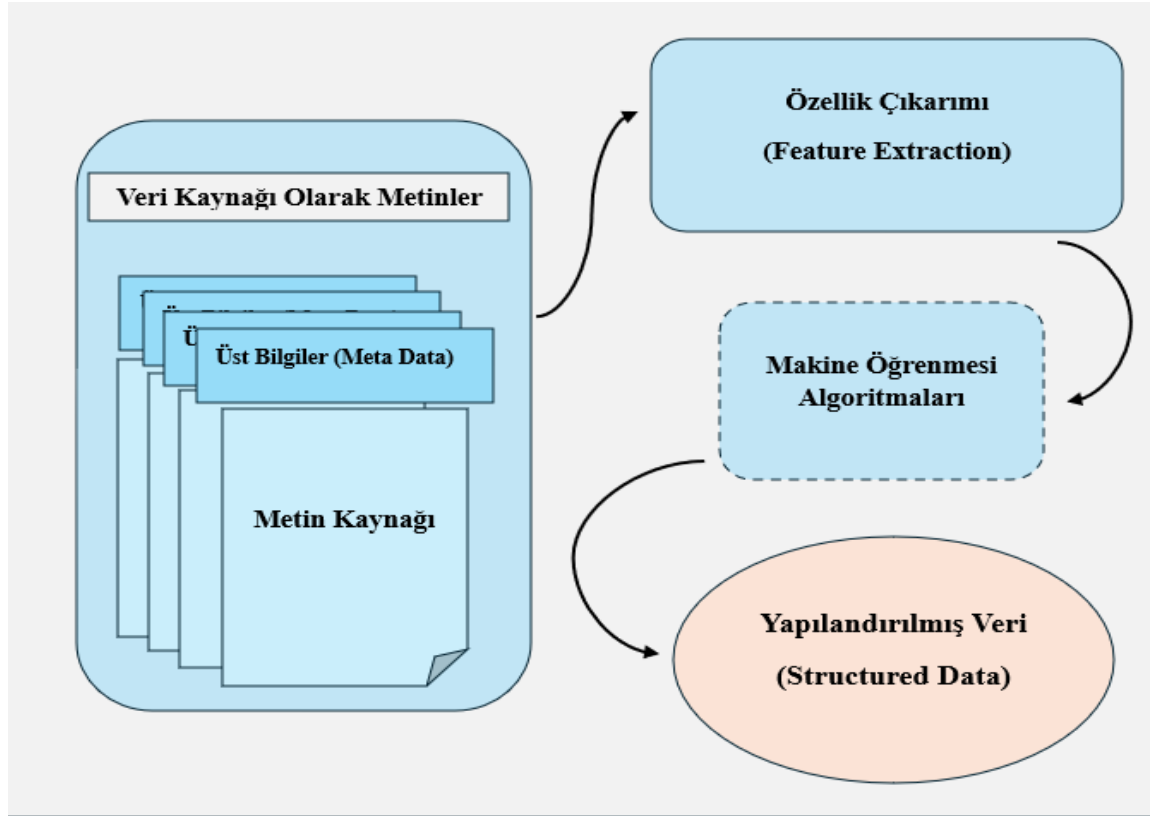 Veri Kaynağı Olarak Metinler
Üst Bilgiler (Meta Data)
Metin Kaynağı
Özellik Çıkarımı
(Feature Extraction)
Makine Öğrenmesi
Algoritmaları
Yapılandırılmış Veri
(Structured Data)